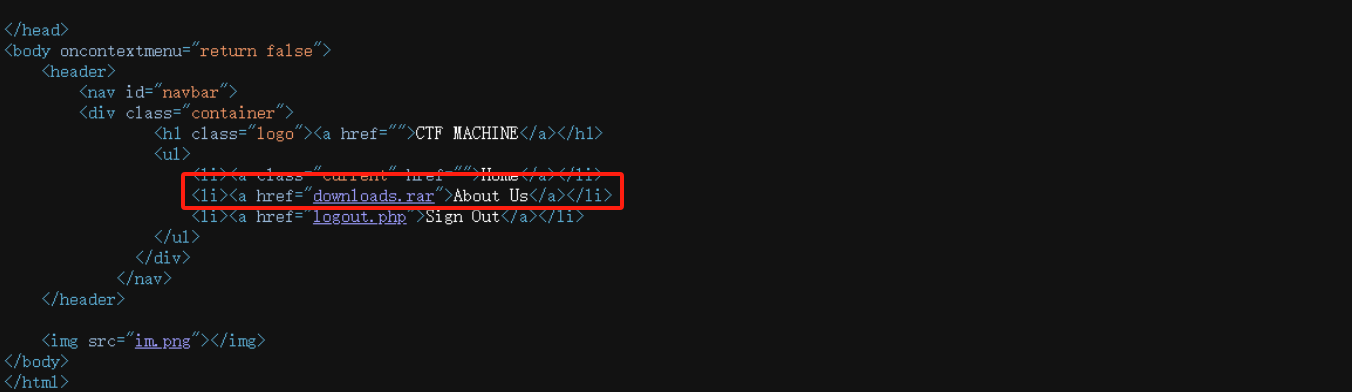 </head>
<body oncontextmenu="return false">
<header>
<nav id="navbar">
<div class="container">
<h1 class="logo"><a href="">CTF MACHINE</a></h1>
<ul>
<li><a class="current" href="">Home</a></li>
<li><a href="downloads.rar">About Us</a></li>
<li><a href="logout.php">Sign Out</a></li>
</ul>
</div>
</nav>
</header>
<img src="im.png"></img>
</body>
</html>